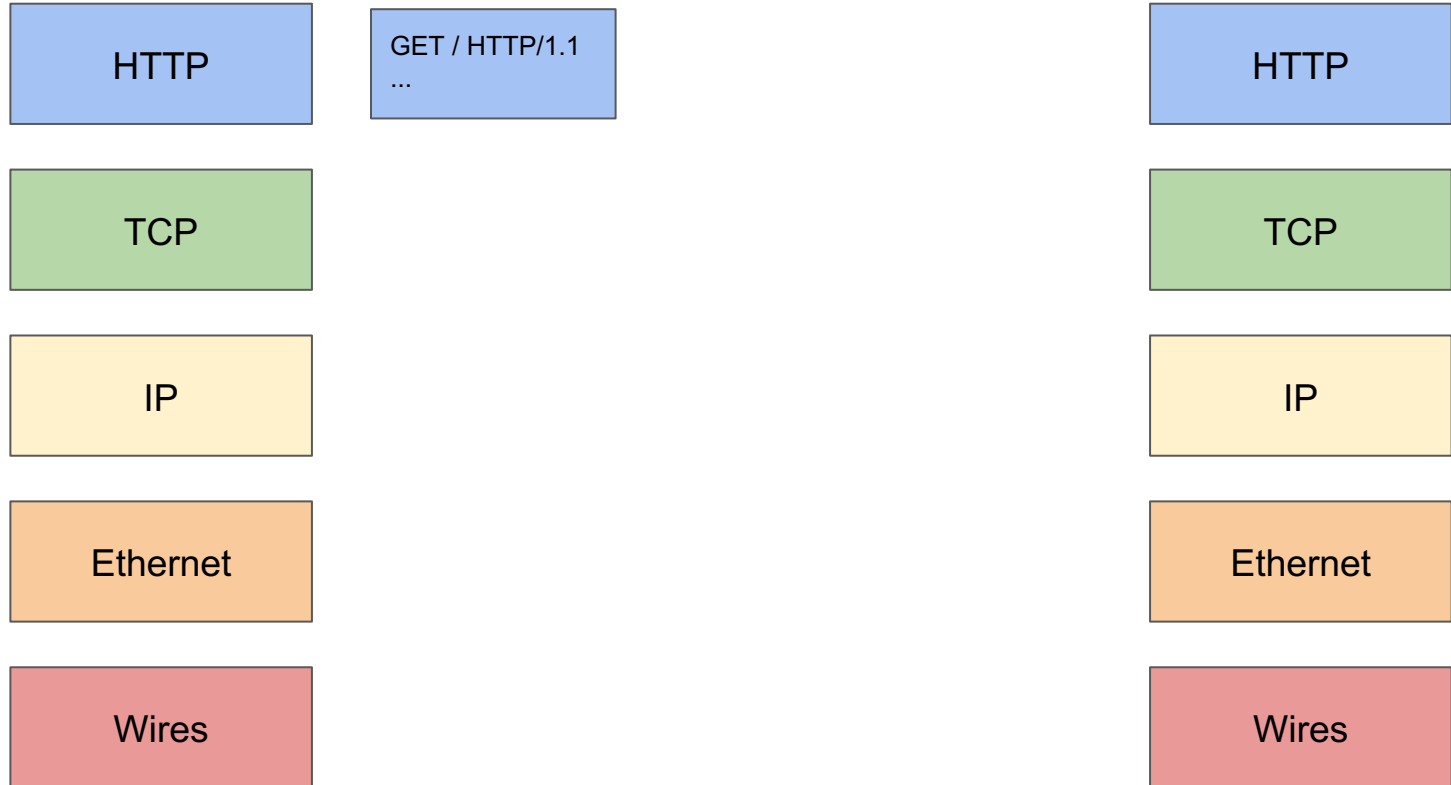 HTTP
GET / HTTP/1.1
...
HTTP
TCP
TCP
IP
IP
Ethernet
Ethernet
Wires
Wires